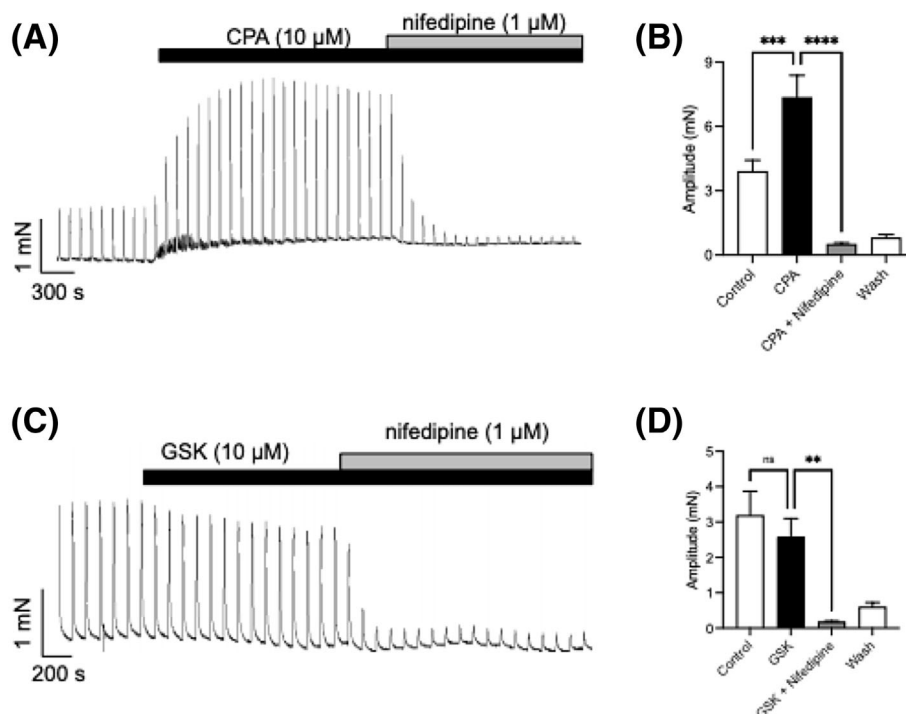 (A)
CPA (10 µM)
nifedipine (1 µM)
1 mN
300 s
(B)
*** ****
Amplitude (mN)
9
6
3
0
Control
CPA
CPA + Nifedipine
Wash
(C)
GSK (10 µM)
nifedipine (1 µM)
1 mN
200 s
(D)
ns **
Amplitude (mN)
5
4
3
2
1
0
Control
GSK
GSK + Nifedipine
Wash